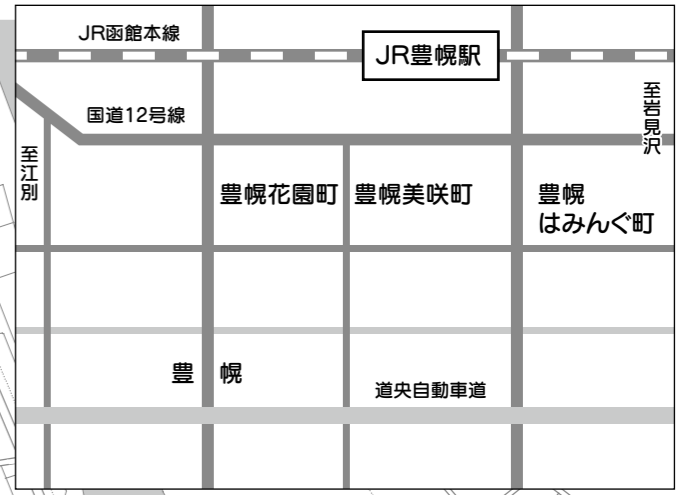 JR函館本線
JR豊幌駅
国道12号線
至岩見沢
至江別
豊幌花園町
豊幌美咲町
豊幌
はみんぐ町
豊幌
道央自動車道